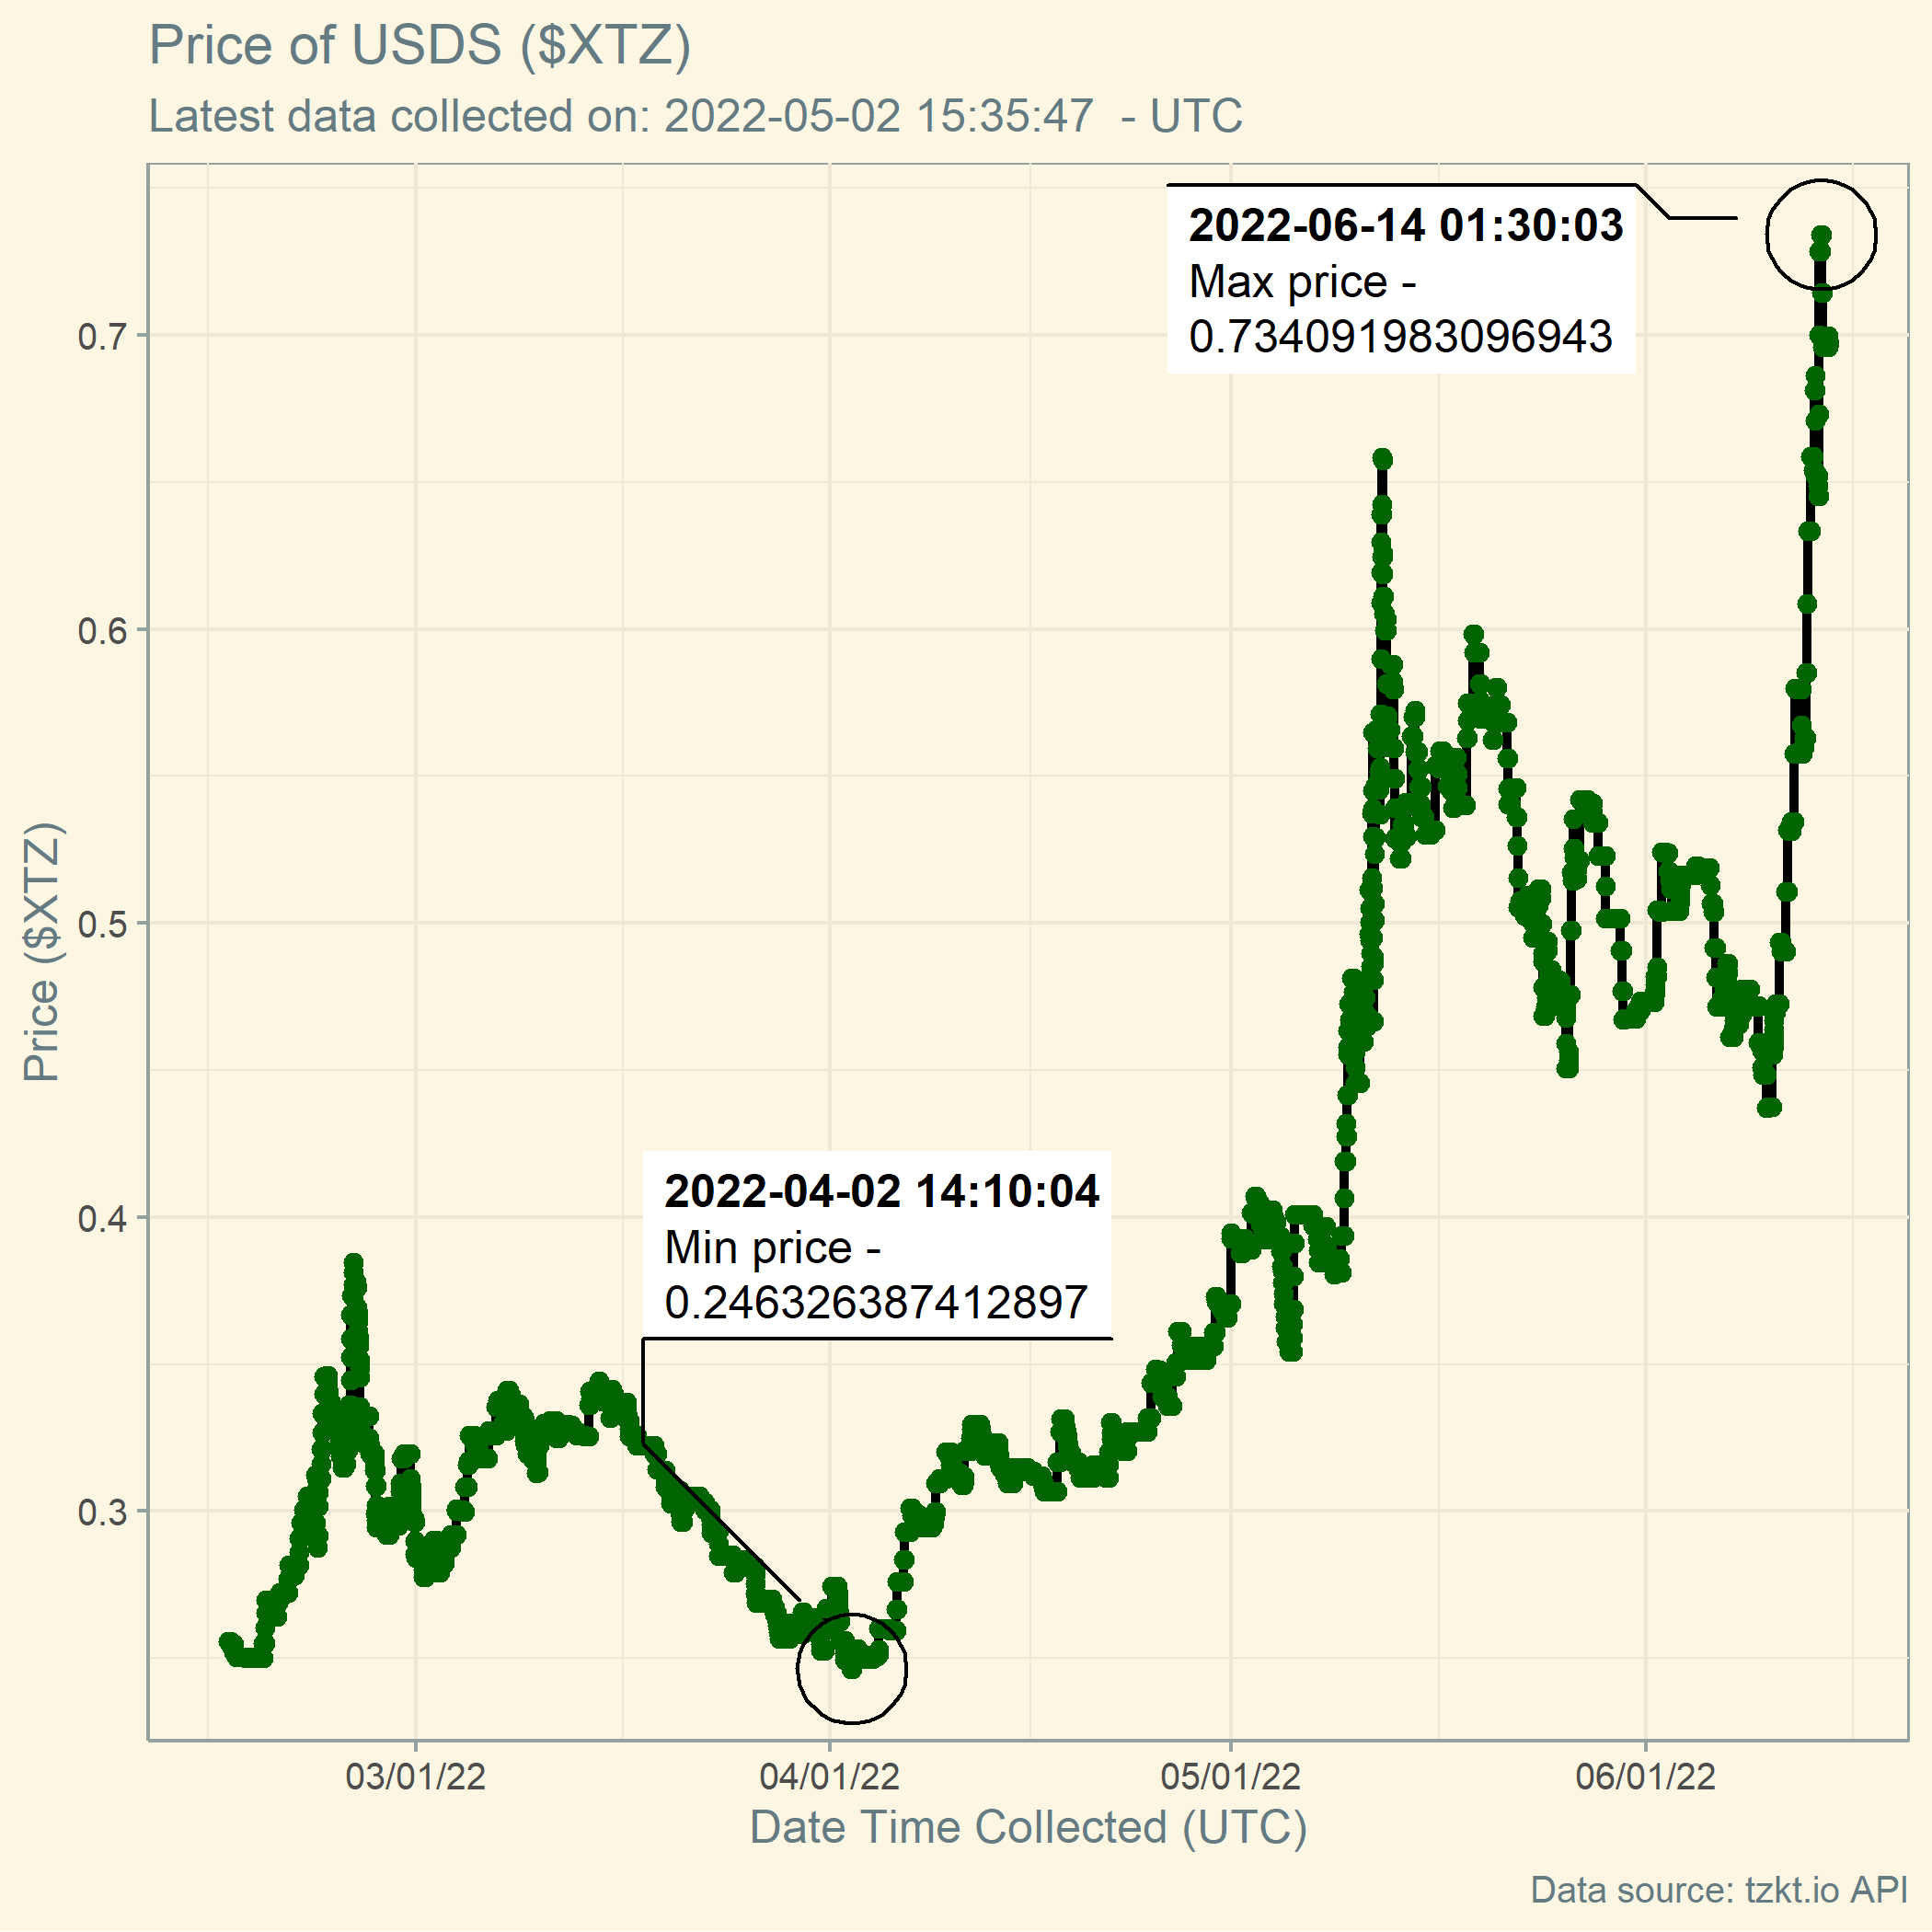 Price of USDS ($XTZ)
Latest data collected on: 2022-05-02 15:35:47  - UTC
2022-06-14 01:30:03
Max price -
0.734091983096943
0.7
0.6
0.5
0.4
0.3
Price ($XTZ)
2022-04-02 14:10:04
Min price -
0.246326387412897
03/01/22
04/01/22
05/01/22
06/01/22
Date Time Collected (UTC)
Data source: tzkt.io API